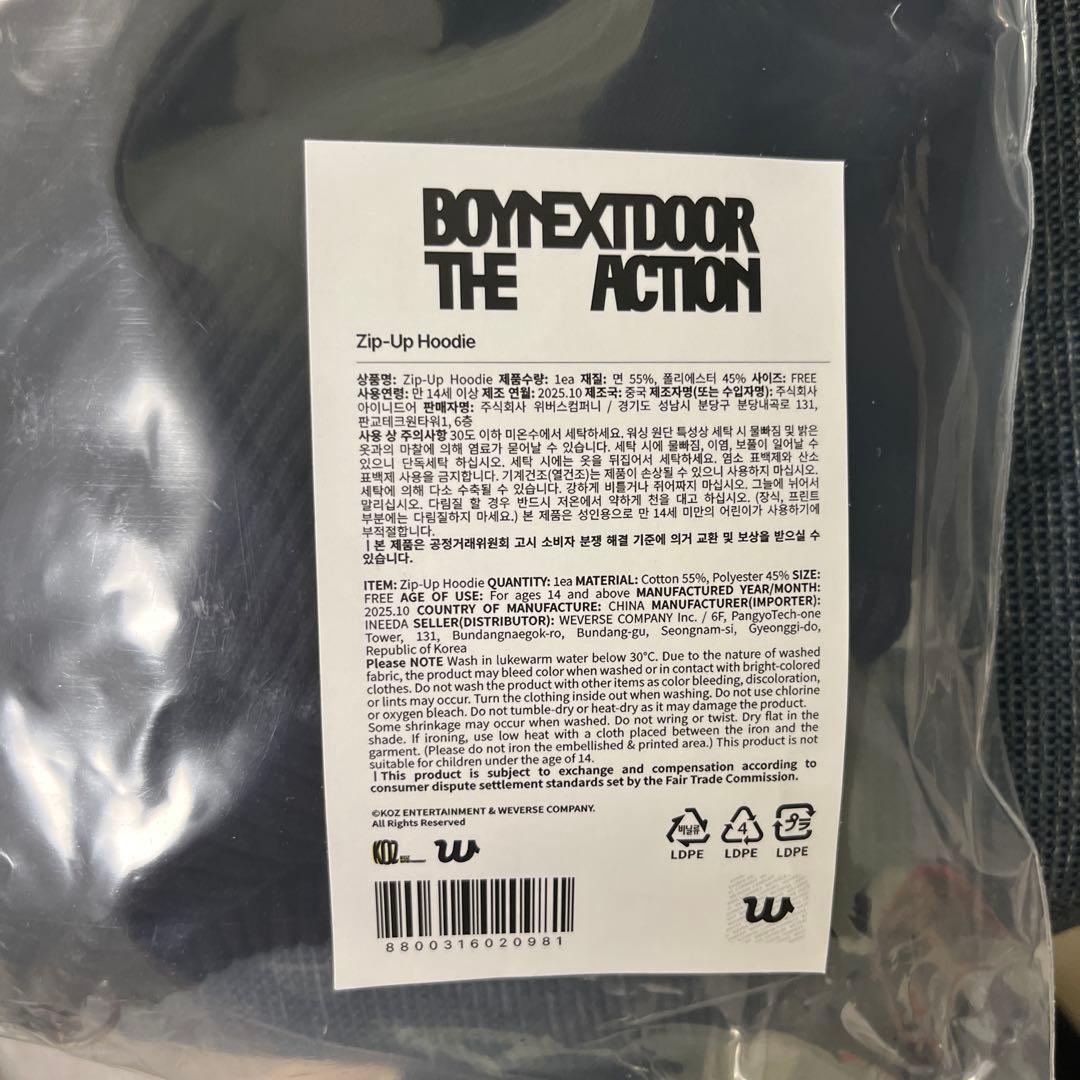 BOYNEXTDOOR
THE ACTION
Zip-Up Hoodie
상품명: Zip-Up Hoodie 제품수량: 1ea 재질: 면 55%, 폴리에스터 45% 사이즈: FREE
사용연령: 만 14세 이상 제조 연월: 2025.10 제조국: 중국 제조자명(또는 수입자명): 주식회사
아이니드어 판매자명: 주식회사 위버스컴퍼니 / 경기도 성남시 분당구 분당내곡로 131,
판교테크원타워1, 6층
사용 상 주의사항 30도 이하 미온수에서 세탁하세요. 워싱 원단 특성상 세탁 시 물빠짐 및 밝은
옷과의 마찰에 의해 염료가 묻어날 수 있습니다. 세탁 시에 물빠짐, 이염, 보풀이 일어날 수
있으니 단독세탁 하십시오. 세탁 시에는 옷을 뒤집어서 세탁하세요. 염소 표백제와 산소
표백제 사용을 금지합니다. 기계건조(열건조)는 제품이 손상될 수 있으니 사용하지 마십시오.
세탁에 의해 다소 수축될 수 있습니다. 강하게 비틀거나 쥐어짜지 마십시오. 그늘에 뉘어서
말리십시오. 다림질 할 경우 반드시 저온에서 약하게 천을 대고 하십시오. (장식, 프린트
부분에는 다림질하지 마세요.) 본 제품은 성인용으로 만 14세 미만의 어린이가 사용하기에
부적절합니다.
| 본 제품은 공정거래위원회 고시 소비자 분쟁 해결 기준에 의거 교환 및 보상을 받으실 수
있습니다.
ITEM: Zip-Up Hoodie QUANTITY: 1ea MATERIAL: Cotton 55%, Polyester 45% SIZE:
FREE AGE OF USE: For ages 14 and above MANUFACTURED YEAR/MONTH:
2025.10 COUNTRY OF MANUFACTURE: CHINA MANUFACTURER(IMPORTER):
INEEDA SELLER(DISTRIBUTOR): WEVERSE COMPANY Inc. / 6F, PangyoTech-one
Tower, 131, Bundangnaegok-ro, Bundang-gu, Seongnam-si, Gyeonggi-do,
Republic of Korea
Please NOTE Wash in lukewarm water below 30°C. Due to the nature of washed
fabric, the product may bleed color when washed or in contact with bright-colored
clothes. Do not wash the product with other items as color bleeding, discoloration,
or lints may occur. Turn the clothing inside out when washing. Do not use chlorine
or oxygen bleach. Do not tumble-dry or heat-dry as it may damage the product.
Some shrinkage may occur when washed. Do not wring or twist. Dry flat in the
shade. If ironing, use low heat with a cloth placed between the iron and the
garment. (Please do not iron the embellished & printed area.) This product is not
suitable for children under the age of 14.
| This product is subject to exchange and compensation according to
consumer dispute settlement standards set by the Fair Trade Commission.
©KOZ ENTERTAINMENT & WEVERSE COMPANY.
All Rights Reserved
KOZ
비닐류 4 プラ
LDPE LDPE LDPE
8800316020981